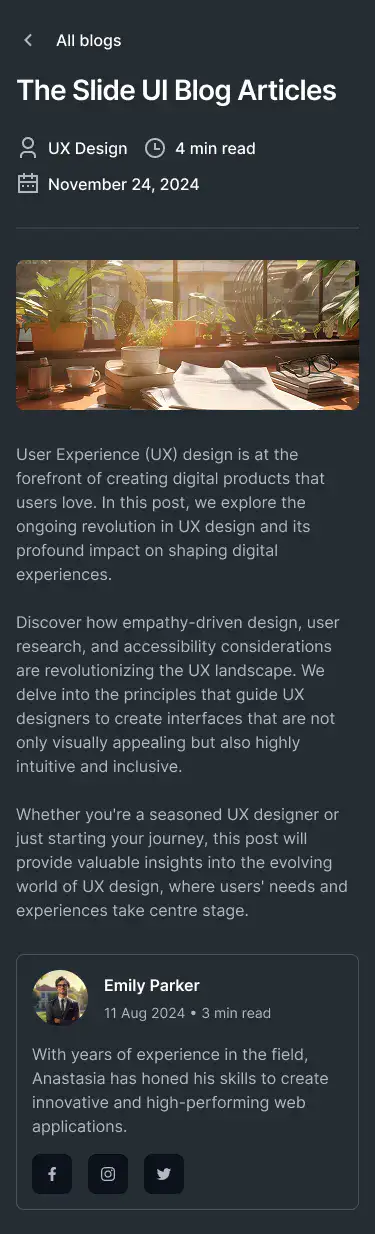 All blogs
The Slide UI Blog Articles
UX Design 4 min read
November 24, 2024
User Experience (UX) design is at the
forefront of creating digital products that
users love. In this post, we explore the
ongoing revolution in UX design and its
profound impact on shaping digital
experiences.
Discover how empathy-driven design, user
research, and accessibility considerations
are revolutionizing the UX landscape. We
delve into the principles that guide UX
designers to create interfaces that are not
only visually appealing but also highly
intuitive and inclusive.
Whether you're a seasoned UX designer or
just starting your journey, this post will
provide valuable insights into the evolving
world of UX design, where users' needs and
experiences take centre stage.
Emily Parker
11 Aug 2024 • 3 min read
With years of experience in the field,
Anastasia has honed his skills to create
innovative and high-performing web
applications.